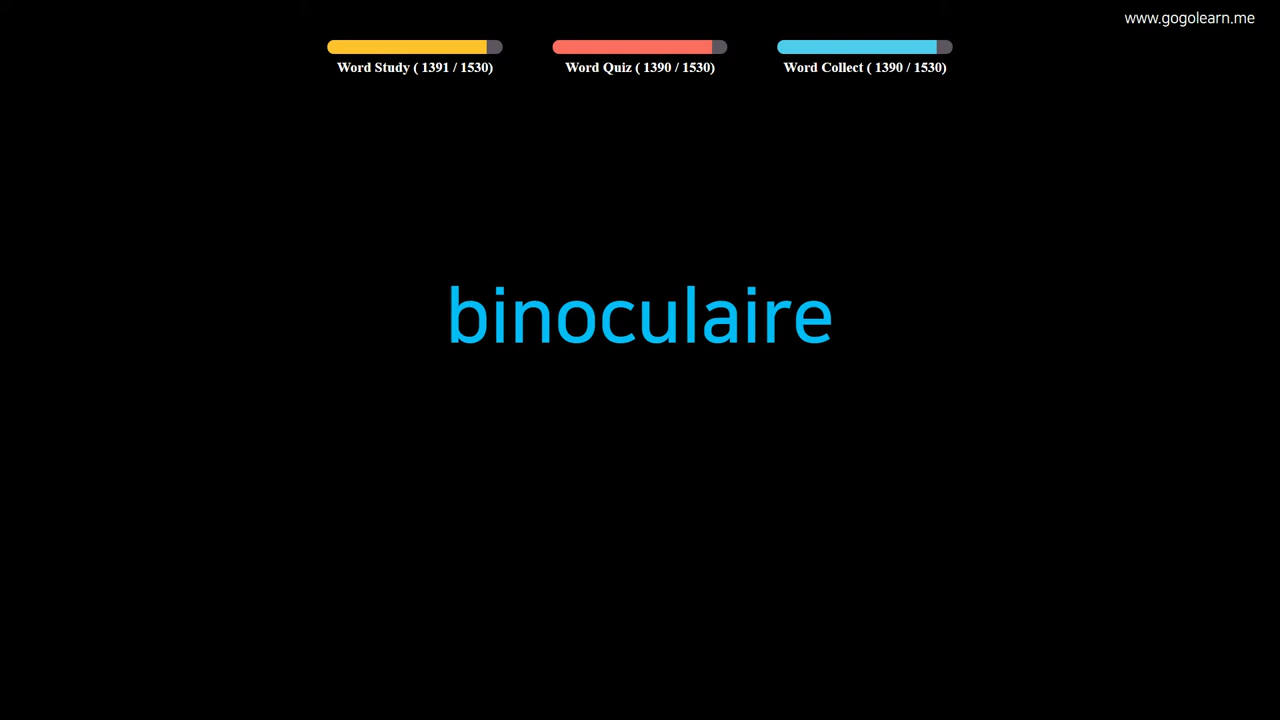 www.gogolearn.me
Word Study ( 1391 / 1530)
Word Quiz ( 1390 / 1530)
Word Collect ( 1390 / 1530)
binoculaire